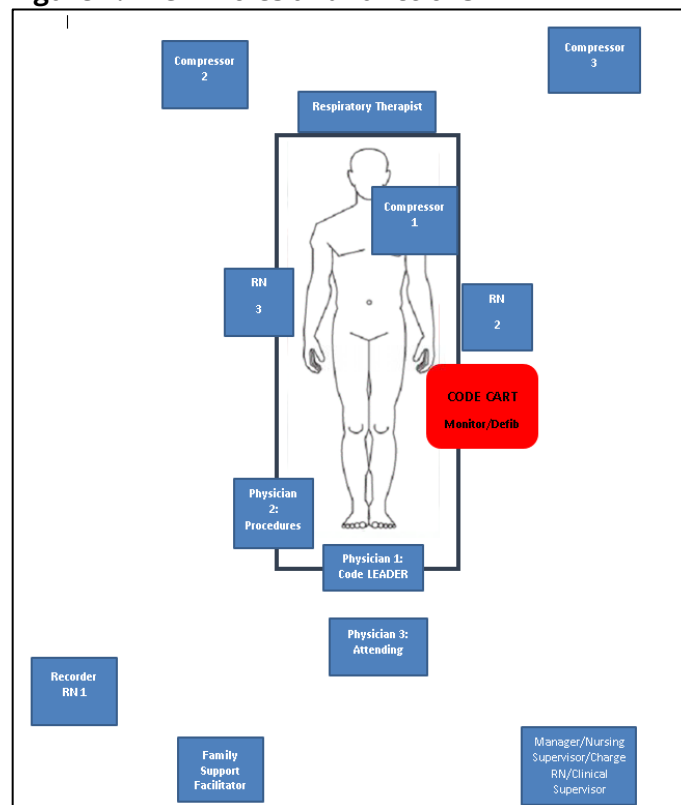 Compressor
2
Compressor
3
Respiratory Therapist
Compressor
1
RN
3
RN
2
CODE CART
Monitor/Defib
Physician
2:
Procedures
Physician 1:
Code LEADER
Physician 3:
Attending
Recorder
RN 1
Family
Support
Facilitator
Manager/Nursing
Supervisor/Charge
RN/Clinical
Supervisor